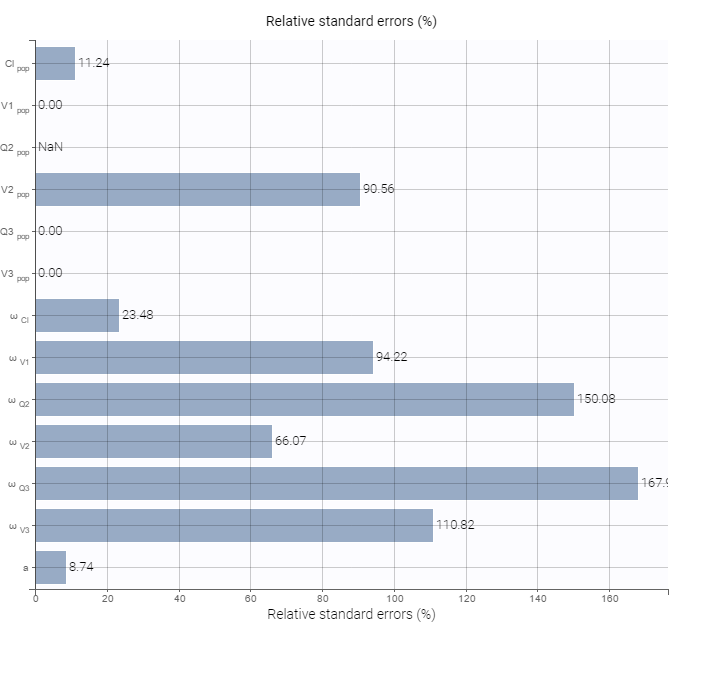 Relative standard errors (%)
Cl pop 11.24
V1 pop 0.00
Q2 pop NaN
V2 pop 90.56
Q3 pop 0.00
V3 pop 0.00
ω Cl 23.48
ω V1 94.22
ω Q2 150.08
ω V2 66.07
ω Q3 167.9
ω V3 110.82
a 8.74
0 20 40 60 80 100 120 140 160
Relative standard errors (%)